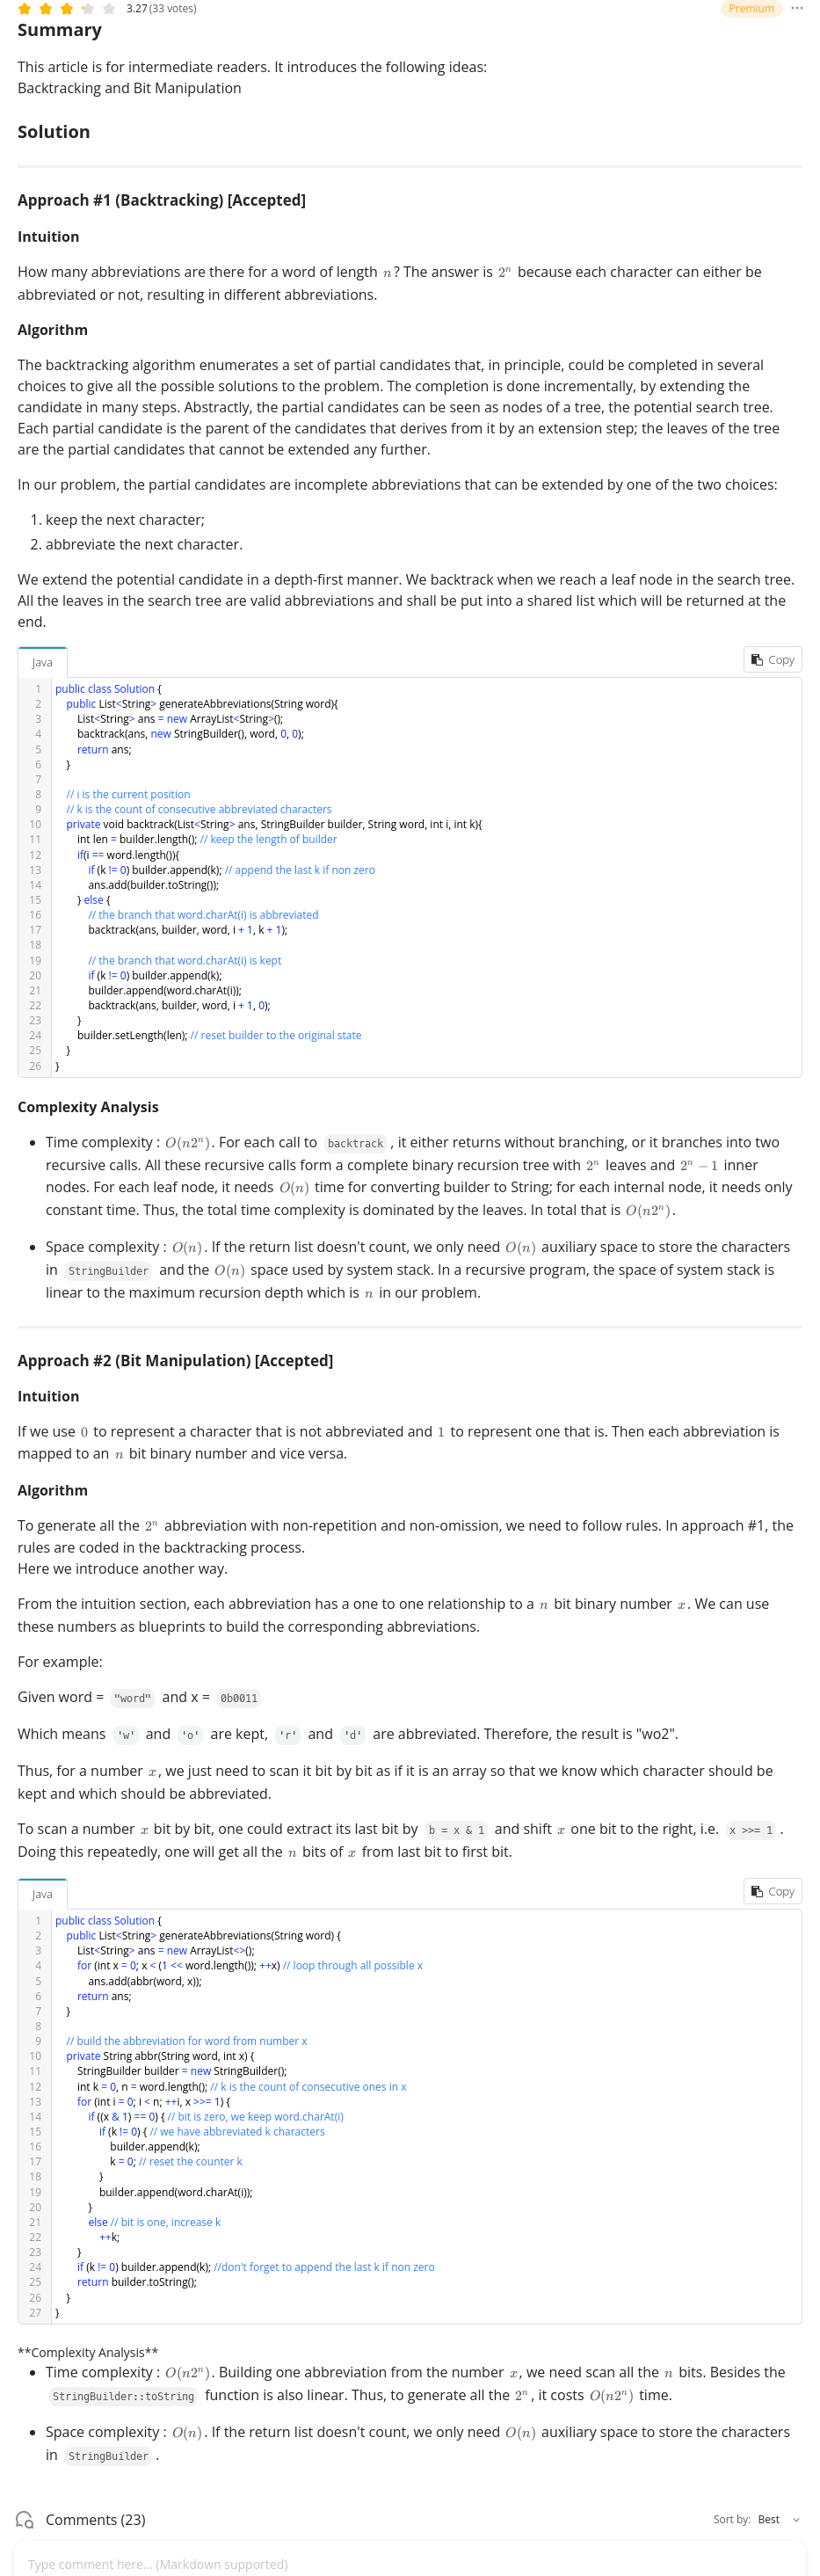 3.27 (33 votes)
Premium
Summary
This article is for intermediate readers. It introduces the following ideas:
Backtracking and Bit Manipulation
Solution
Approach #1 (Backtracking) [Accepted]
Intuition
How many abbreviations are there for a word of length n? The answer is 2^n because each character can either be
abbreviated or not, resulting in different abbreviations.
Algorithm
The backtracking algorithm enumerates a set of partial candidates that, in principle, could be completed in several
choices to give all the possible solutions to the problem. The completion is done incrementally, by extending the
candidate in many steps. Abstractly, the partial candidates can be seen as nodes of a tree, the potential search tree.
Each partial candidate is the parent of the candidates that derives from it by an extension step; the leaves of the tree
are the partial candidates that cannot be extended any further.
In our problem, the partial candidates are incomplete abbreviations that can be extended by one of the two choices:
1. keep the next character;
2. abbreviate the next character.
We extend the potential candidate in a depth-first manner. We backtrack when we reach a leaf node in the search tree.
All the leaves in the search tree are valid abbreviations and shall be put into a shared list which will be returned at the
end.
Java
Copy
1 public class Solution {
2 public List<String> generateAbbreviations(String word){
3 List<String> ans = new ArrayList<String>();
4 backtrack(ans, new StringBuilder(), word, 0, 0);
5 return ans;
6 }
7
8 // i is the current position
9 // k is the count of consecutive abbreviated characters
10 private void backtrack(List<String> ans, StringBuilder builder, String word, int i, int k){
11 int len = builder.length(); // keep the length of builder
12 if(i == word.length()){
13 if (k != 0) builder.append(k); // append the last k if non zero
14 ans.add(builder.toString());
15 } else {
16 // the branch that word.charAt(i) is abbreviated
17 backtrack(ans, builder, word, i + 1, k + 1);
18
19 // the branch that word.charAt(i) is kept
20 if (k != 0) builder.append(k);
21 builder.append(word.charAt(i));
22 backtrack(ans, builder, word, i + 1, 0);
23 }
24 builder.setLength(len); // reset builder to the original state
25 }
26 }
Complexity Analysis
• Time complexity : O(n2^n). For each call to backtrack , it either returns without branching, or it branches into two
recursive calls. All these recursive calls form a complete binary recursion tree with 2^n leaves and 2^n − 1 inner
nodes. For each leaf node, it needs O(n) time for converting builder to String; for each internal node, it needs only
constant time. Thus, the total time complexity is dominated by the leaves. In total that is O(n2^n).
• Space complexity : O(n). If the return list doesn't count, we only need O(n) auxiliary space to store the characters
in StringBuilder and the O(n) space used by system stack. In a recursive program, the space of system stack is
linear to the maximum recursion depth which is n in our problem.
Approach #2 (Bit Manipulation) [Accepted]
Intuition
If we use 0 to represent a character that is not abbreviated and 1 to represent one that is. Then each abbreviation is
mapped to an n bit binary number and vice versa.
Algorithm
To generate all the 2^n abbreviation with non-repetition and non-omission, we need to follow rules. In approach #1, the
rules are coded in the backtracking process.
Here we introduce another way.
From the intuition section, each abbreviation has a one to one relationship to a n bit binary number x. We can use
these numbers as blueprints to build the corresponding abbreviations.
For example:
Given word = "word" and x = 0b0011
Which means 'w' and 'o' are kept, 'r' and 'd' are abbreviated. Therefore, the result is "wo2".
Thus, for a number x, we just need to scan it bit by bit as if it is an array so that we know which character should be
kept and which should be abbreviated.
To scan a number x bit by bit, one could extract its last bit by b = x & 1 and shift x one bit to the right, i.e. x >>= 1 .
Doing this repeatedly, one will get all the n bits of x from last bit to first bit.
Java
Copy
1 public class Solution {
2 public List<String> generateAbbreviations(String word) {
3 List<String> ans = new ArrayList<>();
4 for (int x = 0; x < (1 << word.length()); ++x) // loop through all possible x
5 ans.add(abbr(word, x));
6 return ans;
7 }
8
9 // build the abbreviation for word from number x
10 private String abbr(String word, int x) {
11 StringBuilder builder = new StringBuilder();
12 int k = 0, n = word.length(); // k is the count of consecutive ones in x
13 for (int i = 0; i < n; ++i, x >>= 1) {
14 if ((x & 1) == 0) { // bit is zero, we keep word.charAt(i)
15 if (k != 0) { // we have abbreviated k characters
16 builder.append(k);
17 k = 0; // reset the counter k
18 }
19 builder.append(word.charAt(i));
20 }
21 else // bit is one, increase k
22 ++k;
23 }
24 if (k != 0) builder.append(k); //don't forget to append the last k if non zero
25 return builder.toString();
26 }
27 }
**Complexity Analysis**
• Time complexity : O(n2^n). Building one abbreviation from the number x, we need scan all the n bits. Besides the
StringBuilder::toString function is also linear. Thus, to generate all the 2^n, it costs O(n2^n) time.
• Space complexity : O(n). If the return list doesn't count, we only need O(n) auxiliary space to store the characters
in StringBuilder .
Comments (23)
Sort by: Best
Type comment here... (Markdown supported)